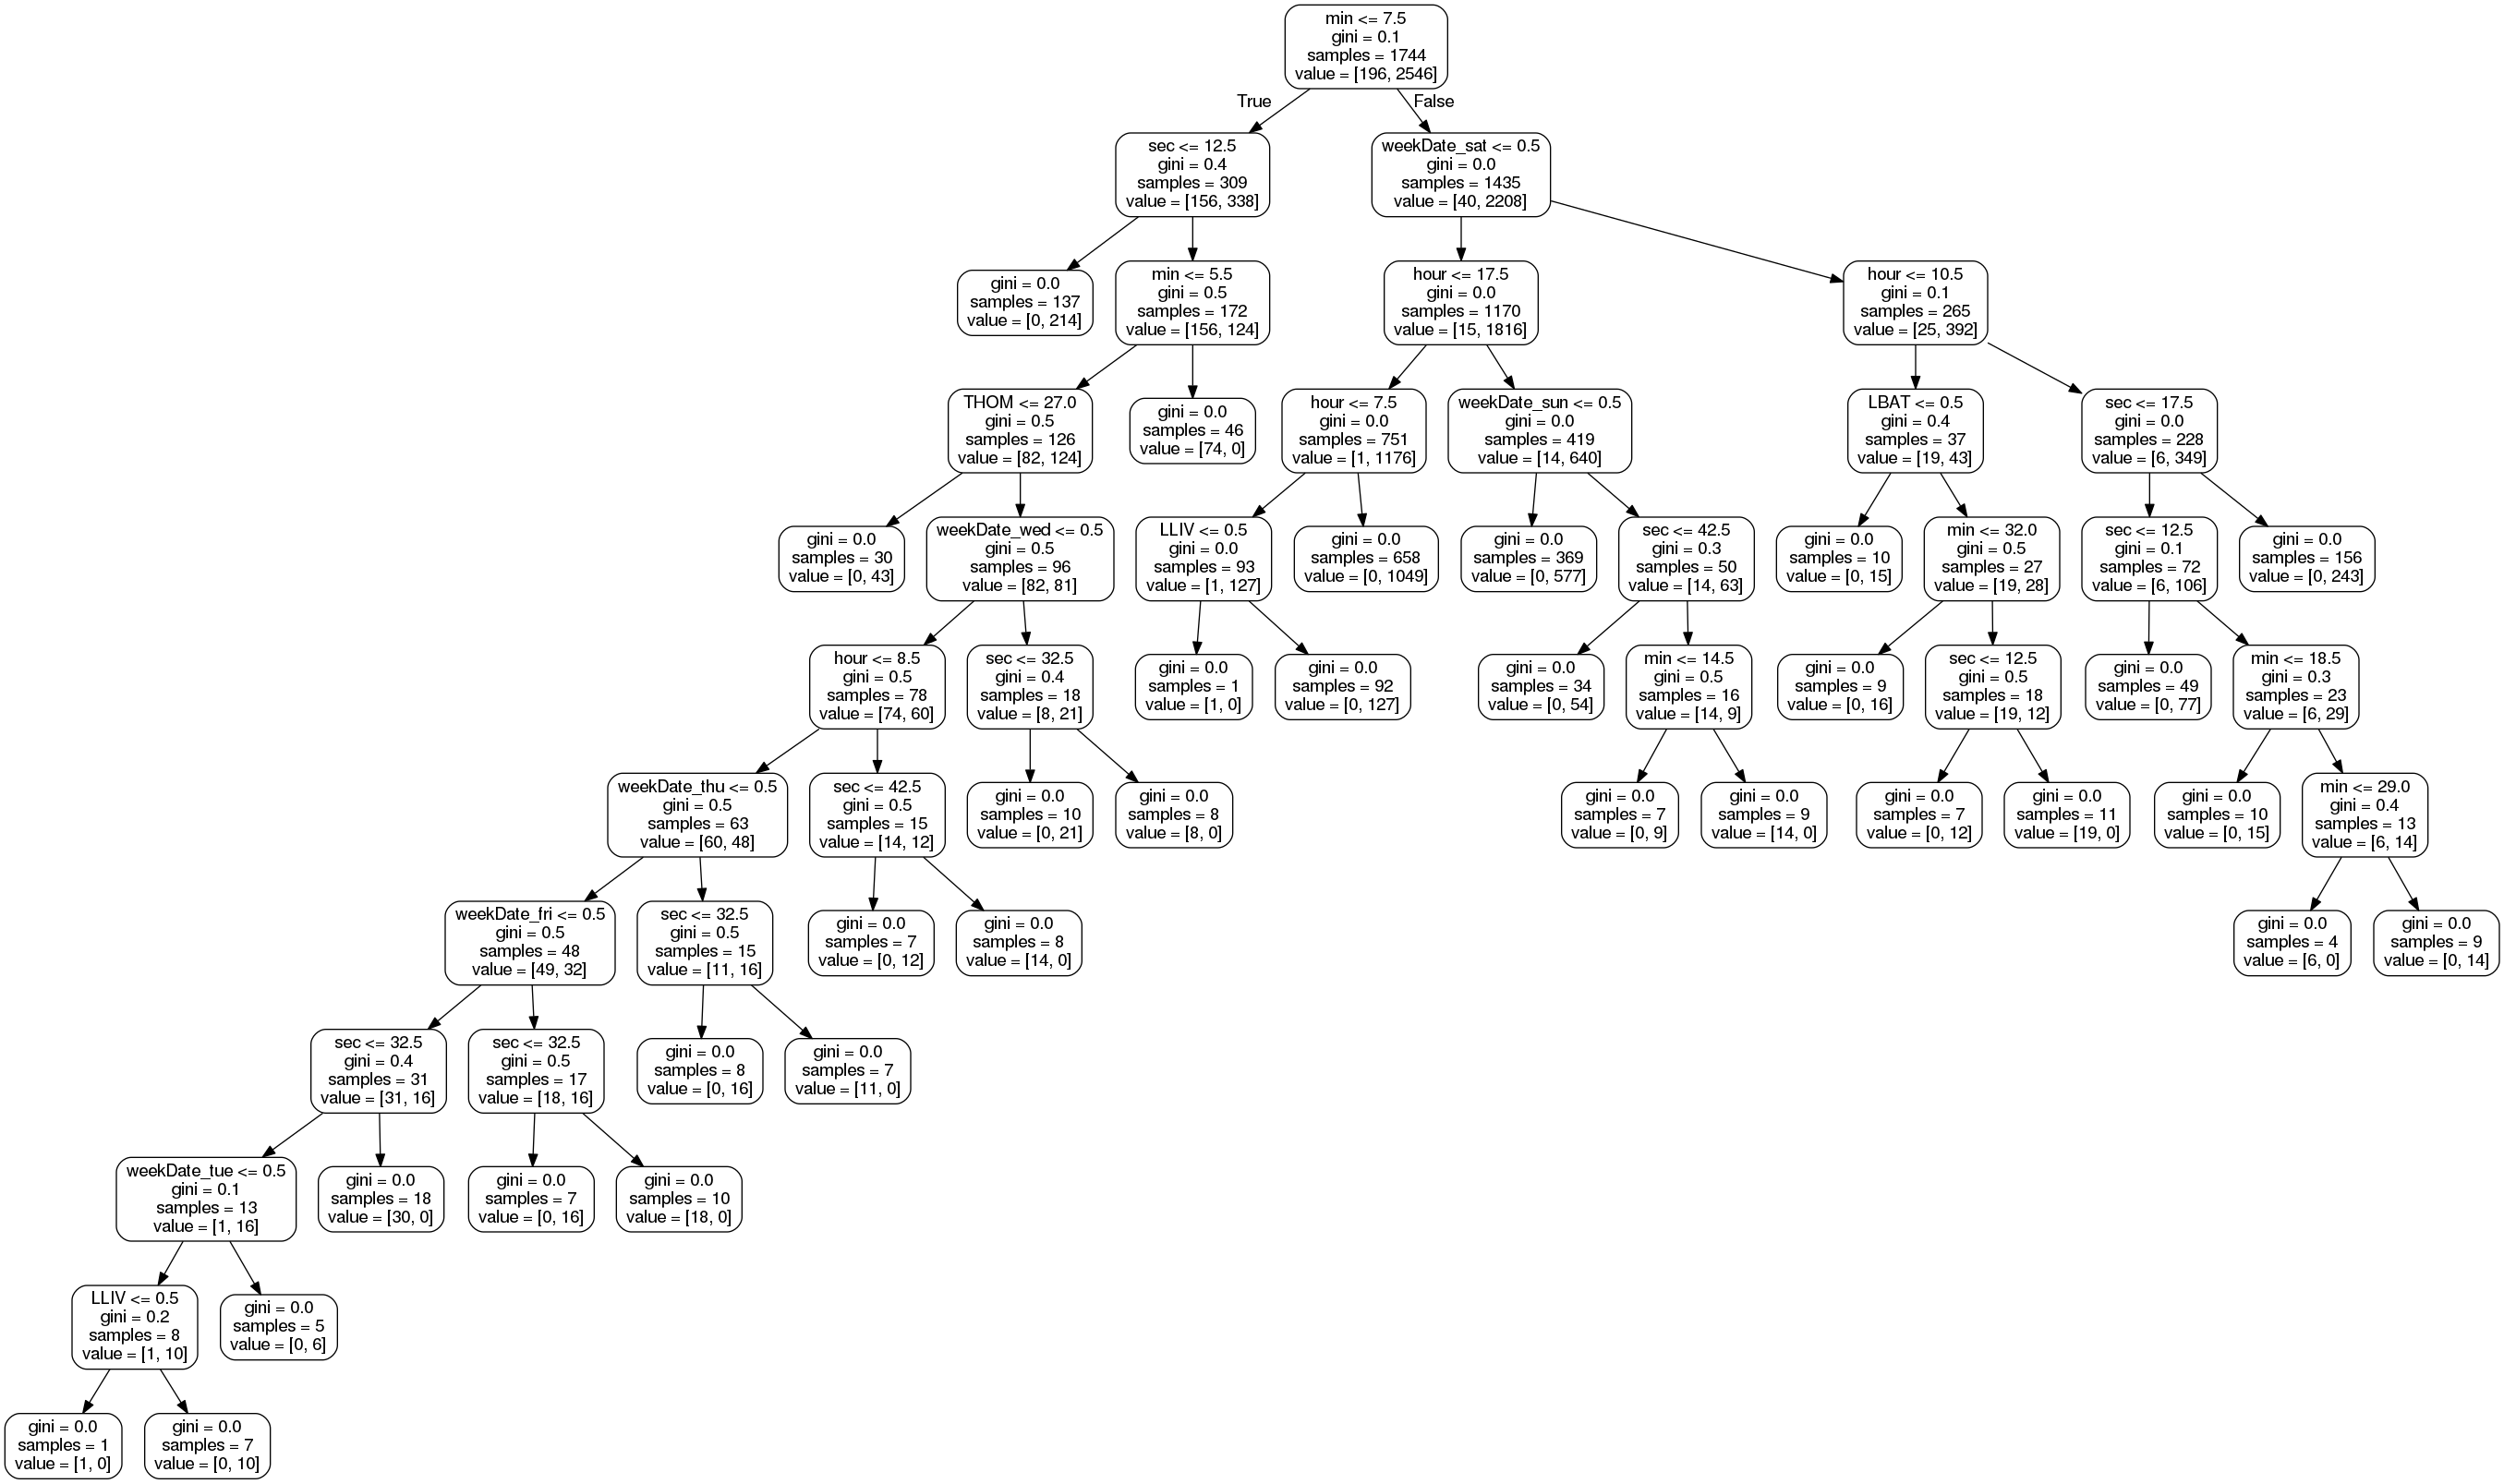 min <= 7.5
gini = 0.1
samples = 1744
value = [196, 2546]
True
False
sec <= 12.5
gini = 0.4
samples = 309
value = [156, 338]
weekDate_sat <= 0.5
gini = 0.0
samples = 1435
value = [40, 2208]
gini = 0.0
samples = 137
value = [0, 214]
min <= 5.5
gini = 0.5
samples = 172
value = [156, 124]
hour <= 17.5
gini = 0.0
samples = 1170
value = [15, 1816]
hour <= 10.5
gini = 0.1
samples = 265
value = [25, 392]
THOM <= 27.0
gini = 0.5
samples = 126
value = [82, 124]
gini = 0.0
samples = 46
value = [74, 0]
hour <= 7.5
gini = 0.0
samples = 751
value = [1, 1176]
weekDate_sun <= 0.5
gini = 0.0
samples = 419
value = [14, 640]
LBAT <= 0.5
gini = 0.4
samples = 37
value = [19, 43]
sec <= 17.5
gini = 0.0
samples = 228
value = [6, 349]
gini = 0.0
samples = 30
value = [0, 43]
weekDate_wed <= 0.5
gini = 0.5
samples = 96
value = [82, 81]
LLIV <= 0.5
gini = 0.0
samples = 93
value = [1, 127]
gini = 0.0
samples = 658
value = [0, 1049]
gini = 0.0
samples = 369
value = [0, 577]
sec <= 42.5
gini = 0.3
samples = 50
value = [14, 63]
gini = 0.0
samples = 10
value = [0, 15]
min <= 32.0
gini = 0.5
samples = 27
value = [19, 28]
sec <= 12.5
gini = 0.1
samples = 72
value = [6, 106]
gini = 0.0
samples = 156
value = [0, 243]
hour <= 8.5
gini = 0.5
samples = 78
value = [74, 60]
sec <= 32.5
gini = 0.4
samples = 18
value = [8, 21]
gini = 0.0
samples = 1
value = [1, 0]
gini = 0.0
samples = 92
value = [0, 127]
gini = 0.0
samples = 34
value = [0, 54]
min <= 14.5
gini = 0.5
samples = 16
value = [14, 9]
gini = 0.0
samples = 9
value = [0, 16]
sec <= 12.5
gini = 0.5
samples = 18
value = [19, 12]
gini = 0.0
samples = 49
value = [0, 77]
min <= 18.5
gini = 0.3
samples = 23
value = [6, 29]
weekDate_thu <= 0.5
gini = 0.5
samples = 63
value = [60, 48]
sec <= 42.5
gini = 0.5
samples = 15
value = [14, 12]
gini = 0.0
samples = 10
value = [0, 21]
gini = 0.0
samples = 8
value = [8, 0]
gini = 0.0
samples = 7
value = [0, 9]
gini = 0.0
samples = 9
value = [14, 0]
gini = 0.0
samples = 7
value = [0, 12]
gini = 0.0
samples = 11
value = [19, 0]
gini = 0.0
samples = 10
value = [0, 15]
min <= 29.0
gini = 0.4
samples = 13
value = [6, 14]
weekDate_fri <= 0.5
gini = 0.5
samples = 48
value = [49, 32]
sec <= 32.5
gini = 0.5
samples = 15
value = [11, 16]
gini = 0.0
samples = 7
value = [0, 12]
gini = 0.0
samples = 8
value = [14, 0]
gini = 0.0
samples = 4
value = [6, 0]
gini = 0.0
samples = 9
value = [0, 14]
sec <= 32.5
gini = 0.4
samples = 31
value = [31, 16]
sec <= 32.5
gini = 0.5
samples = 17
value = [18, 16]
gini = 0.0
samples = 8
value = [0, 16]
gini = 0.0
samples = 7
value = [11, 0]
weekDate_tue <= 0.5
gini = 0.1
samples = 13
value = [1, 16]
gini = 0.0
samples = 18
value = [30, 0]
gini = 0.0
samples = 7
value = [0, 16]
gini = 0.0
samples = 10
value = [18, 0]
LLIV <= 0.5
gini = 0.2
samples = 8
value = [1, 10]
gini = 0.0
samples = 5
value = [0, 6]
gini = 0.0
samples = 1
value = [1, 0]
gini = 0.0
samples = 7
value = [0, 10]